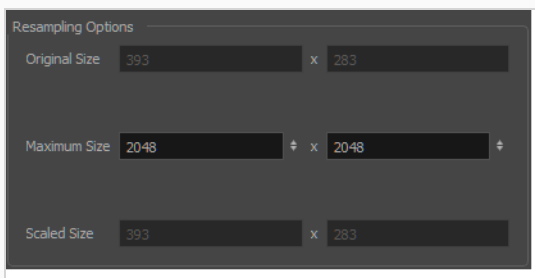 Resampling Options
Original Size 393 x 283
Maximum Size 2048 x 2048
Scaled Size 393 x 283